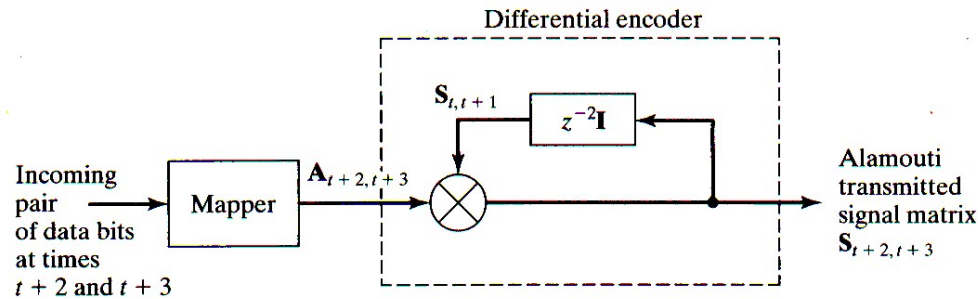 Differential encoder
S_{t, t + 1}
z^{−2}I
Incoming
pair
of data bits
at times
t + 2 and t + 3
Mapper
A_{t + 2, t + 3}
Alamouti
transmitted
signal matrix
S_{t + 2, t + 3}